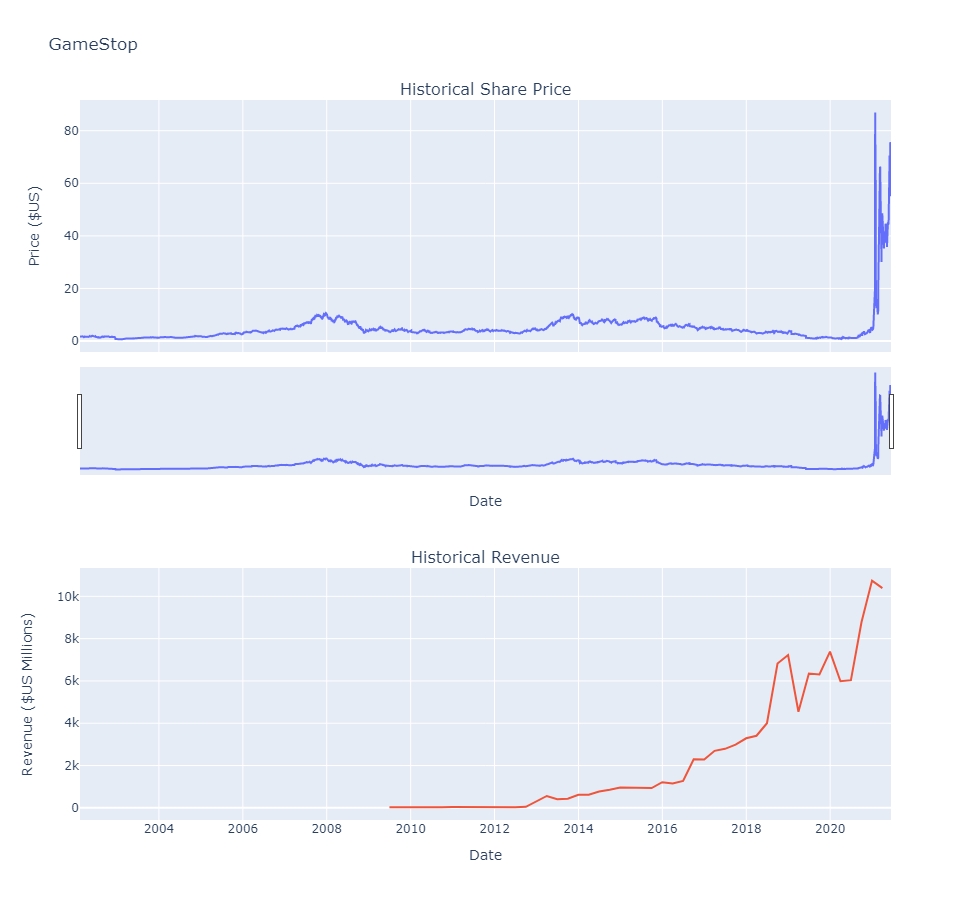 GameStop
Historical Share Price
80
60
40
20
0
Price ($US)
Date
Historical Revenue
10k
8k
6k
4k
2k
0
Revenue ($US Millions)
2004 2006 2008 2010 2012 2014 2016 2018 2020
Date